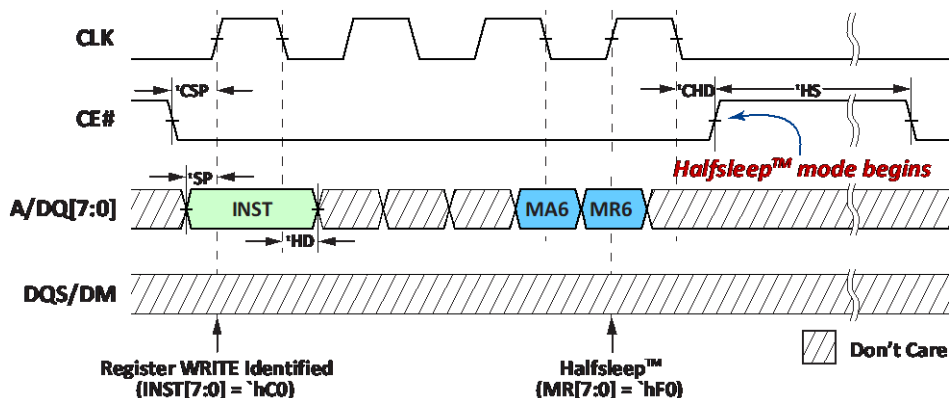 CLK
tCSP
tCHD
tHS
CE#
Halfsleep™ mode begins
tSP
A/DQ[7:0]
INST
MA6
MR6
tHD
DQS/DM
Register WRITE Identified
(INST[7:0] = `hC0)
Halfsleep™
(MR[7:0] = `hF0)
Don't Care